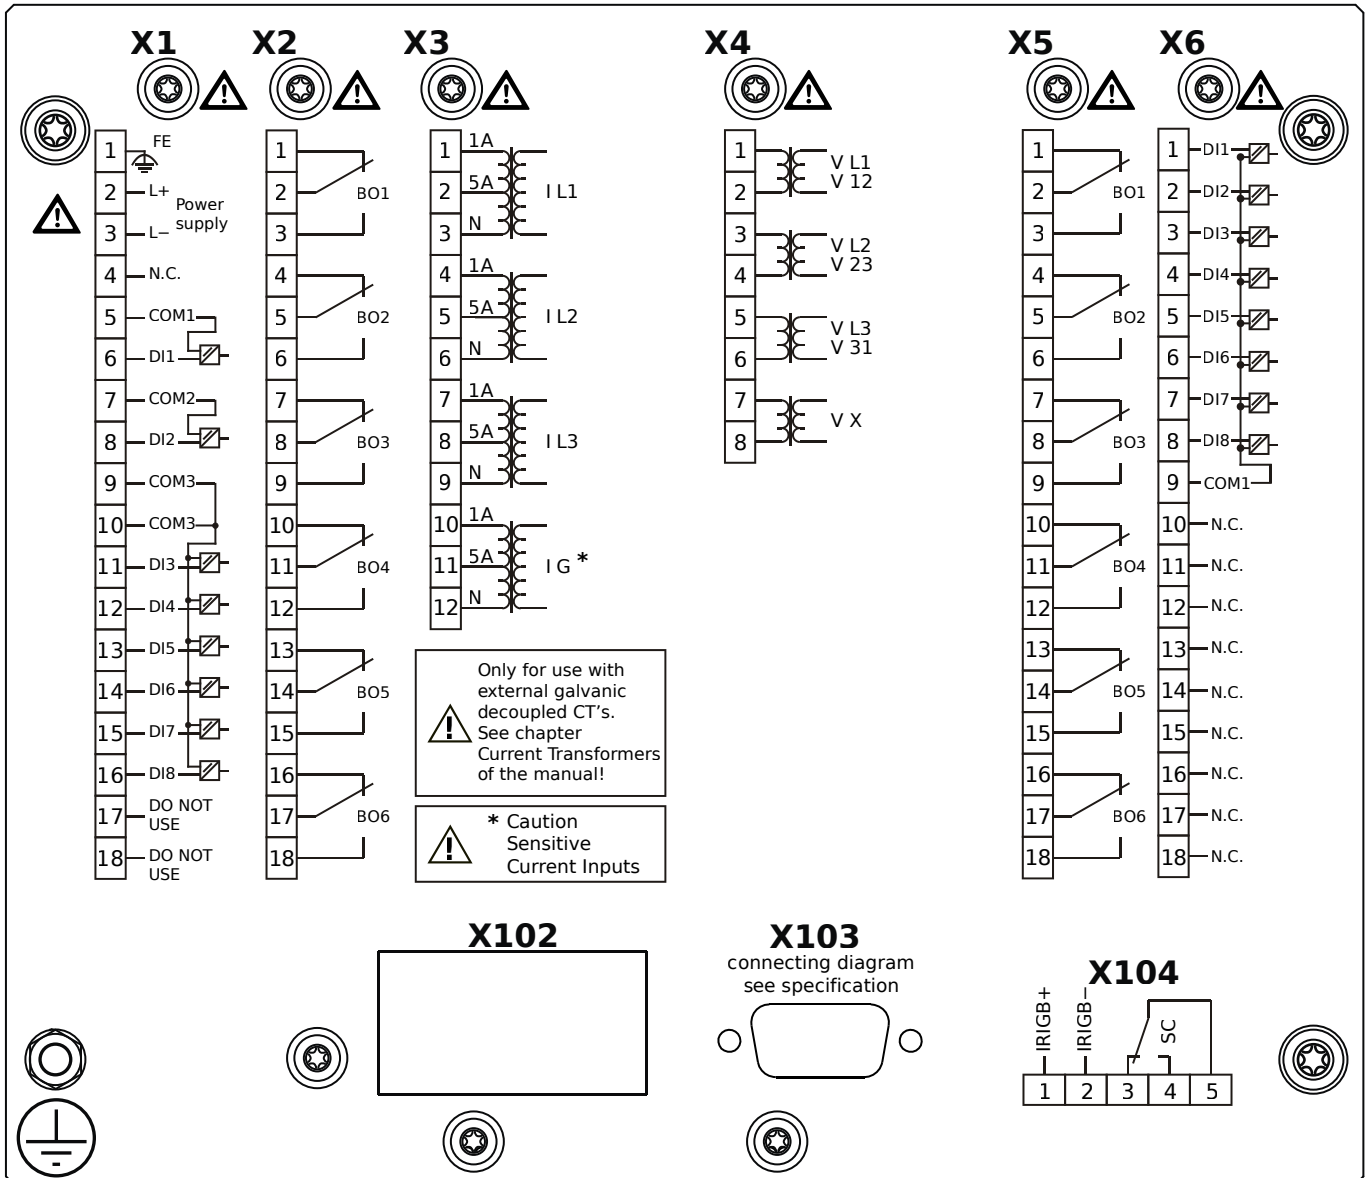 X1
X2
X3
X4
X5
X6
1 FE
2 L+
Power
supply
3 L−
4 N.C.
5 COM1
6 DI1
7 COM2
8 DI2
9 COM3
10 COM3
11 DI3
12 DI4
13 DI5
14 DI6
15 DI7
16 DI8
17 DO NOT
USE
18 DO NOT
USE
1
2 BO1
3
4
5 BO2
6
7
8 BO3
9
10
11 BO4
12
13
14 BO5
15
16
17 BO6
18
1 1A
2 5A I L1
3 N
4 1A
5 5A I L2
6 N
7 1A
8 5A I L3
9 N
10 1A
11 5A I G *
12 N
Only for use with
external galvanic
decoupled CT's.
See chapter
Current Transformers
of the manual!
* Caution
Sensitive
Current Inputs
1 V L1
2 V 12
3 V L2
4 V 23
5 V L3
6 V 31
7 V X
8
1
2 BO1
3
4
5 BO2
6
7
8 BO3
9
10
11 BO4
12
13
14 BO5
15
16
17 BO6
18
1 DI1
2 DI2
3 DI3
4 DI4
5 DI5
6 DI6
7 DI7
8 DI8
9 COM1
10 N.C.
11 N.C.
12 N.C.
13 N.C.
14 N.C.
15 N.C.
16 N.C.
17 N.C.
18 N.C.
X102
X103
connecting diagram
see specification
X104
IRIGB+
IRIGB−
SC
1 2 3 4 5